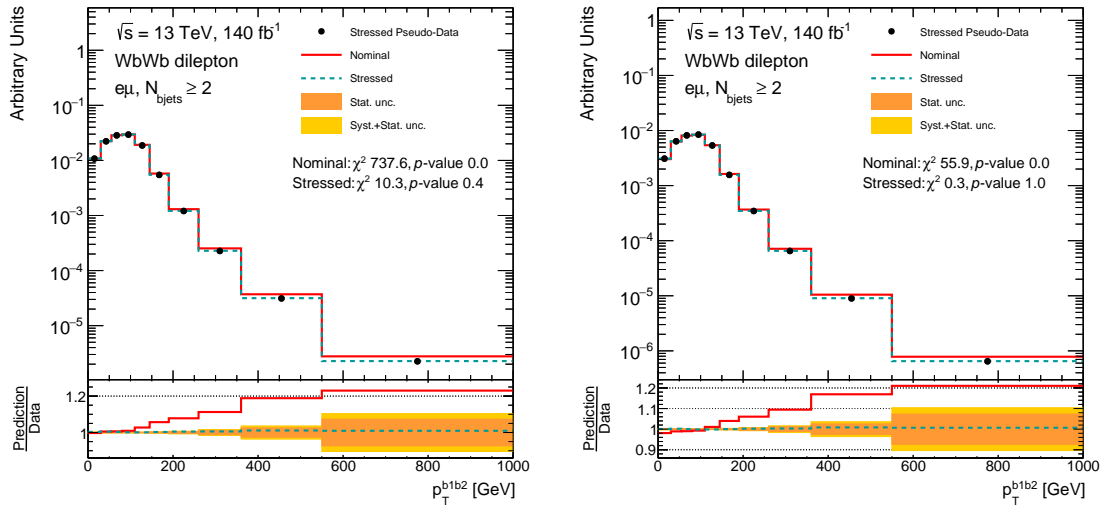 Arbitrary Units
1
10⁻¹
10⁻²
10⁻³
10⁻⁴
10⁻⁵
√s = 13 TeV, 140 fb⁻¹
WbWb dilepton
eμ, N_bjets ≥ 2
Stressed Pseudo-Data
Nominal
Stressed
Stat. unc.
Syst.+Stat. unc.
Nominal: χ² 737.6, p-value 0.0
Stressed: χ² 10.3, p-value 0.4
Prediction
Data
1.2
1
0 200 400 600 800 1000
p_T^b1b2 [GeV]
Arbitrary Units
1
10⁻¹
10⁻²
10⁻³
10⁻⁴
10⁻⁵
10⁻⁶
√s = 13 TeV, 140 fb⁻¹
WbWb dilepton
eμ, N_bjets ≥ 2
Stressed Pseudo-Data
Nominal
Stressed
Stat. unc.
Syst.+Stat. unc.
Nominal: χ² 55.9, p-value 0.0
Stressed: χ² 0.3, p-value 1.0
Prediction
Data
1.2
1.1
1
0.9
0 200 400 600 800 1000
p_T^b1b2 [GeV]